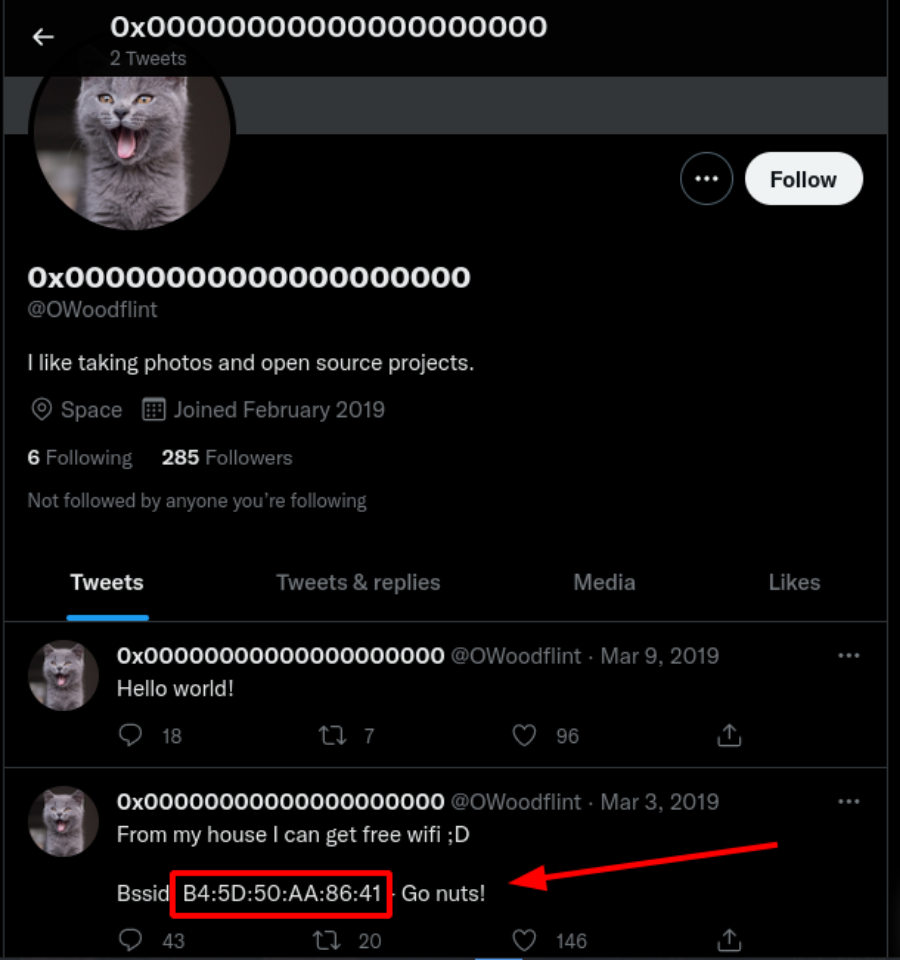 0x00000000000000000000
2 Tweets
Follow
0x00000000000000000000
@OWoodflint
I like taking photos and open source projects.
Space Joined February 2019
6 Following 285 Followers
Not followed by anyone you're following
Tweets Tweets & replies Media Likes
0x00000000000000000000 @OWoodflint · Mar 9, 2019
Hello world!
18 7 96
0x00000000000000000000 @OWoodflint · Mar 3, 2019
From my house I can get free wifi ;D
Bssid B4:5D:50:AA:86:41 - Go nuts!
43 20 146